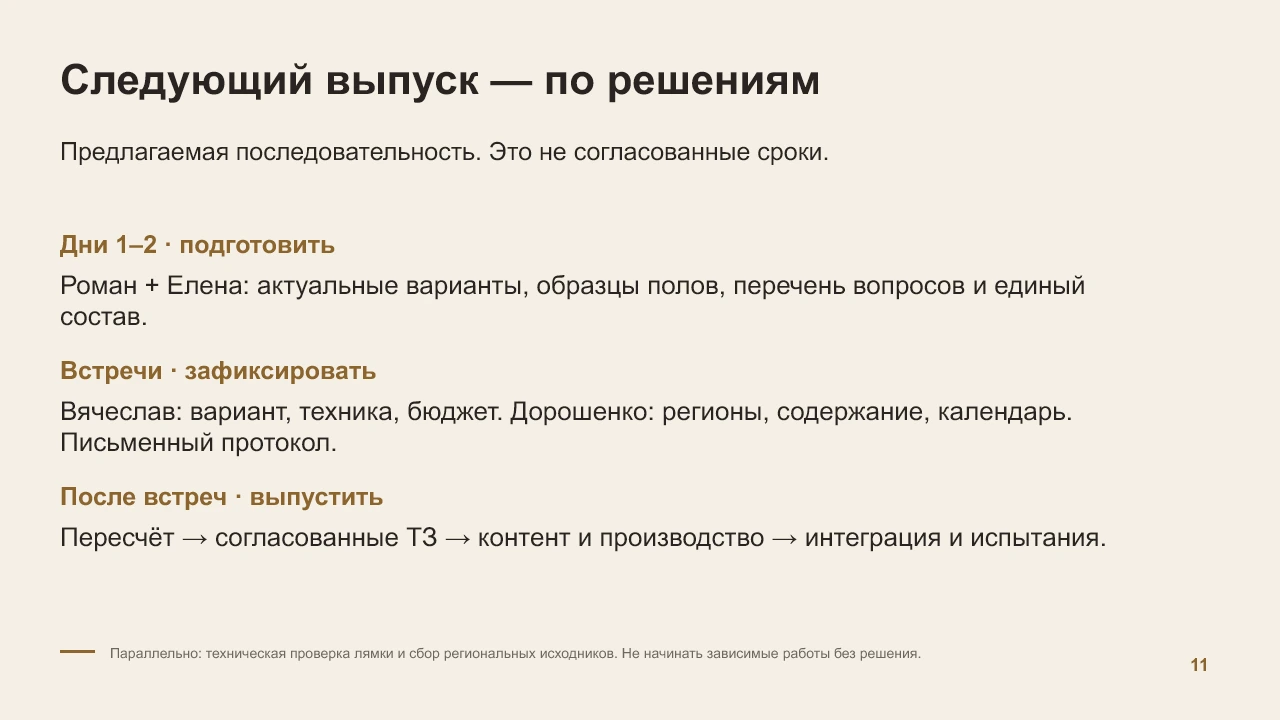 Следующий выпуск — по решениям
Предлагаемая последовательность. Это не согласованные сроки.
Дни 1–2 · подготовить
Роман + Елена: актуальные варианты, образцы полов, перечень вопросов и единый
состав.
Встречи · зафиксировать
Вячеслав: вариант, техника, бюджет. Дорошенко: регионы, содержание, календарь.
Письменный протокол.
После встреч · выпустить
Пересчёт → согласованные ТЗ → контент и производство → интеграция и испытания.
Параллельно: техническая проверка лямки и сбор региональных исходников. Не начинать зависимые работы без решения.
11